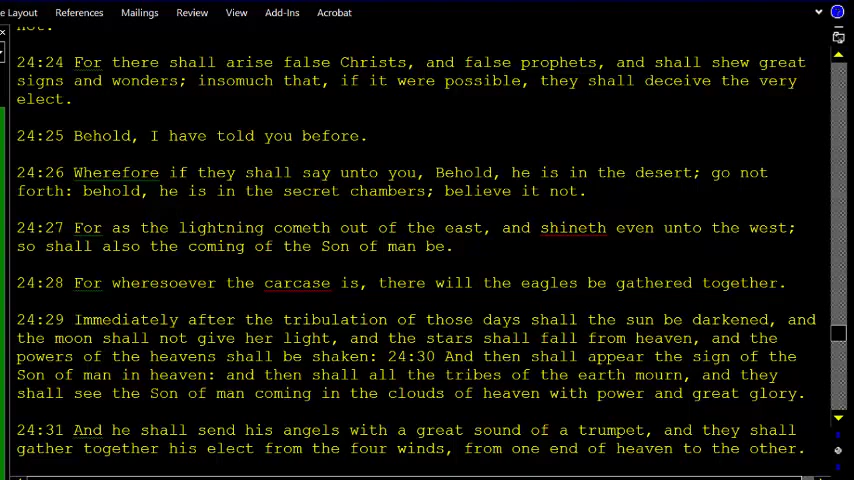 e Layout References Mailings Review View Add-Ins Acrobat
not.
24:24 For there shall arise false Christs, and false prophets, and shall shew great
signs and wonders; insomuch that, if it were possible, they shall deceive the very
elect.
24:25 Behold, I have told you before.
24:26 Wherefore if they shall say unto you, Behold, he is in the desert; go not
forth: behold, he is in the secret chambers; believe it not.
24:27 For as the lightning cometh out of the east, and shineth even unto the west;
so shall also the coming of the Son of man be.
24:28 For wheresoever the carcase is, there will the eagles be gathered together.
24:29 Immediately after the tribulation of those days shall the sun be darkened, and
the moon shall not give her light, and the stars shall fall from heaven, and the
powers of the heavens shall be shaken: 24:30 And then shall appear the sign of the
Son of man in heaven: and then shall all the tribes of the earth mourn, and they
shall see the Son of man coming in the clouds of heaven with power and great glory.
24:31 And he shall send his angels with a great sound of a trumpet, and they shall
gather together his elect from the four winds, from one end of heaven to the other.